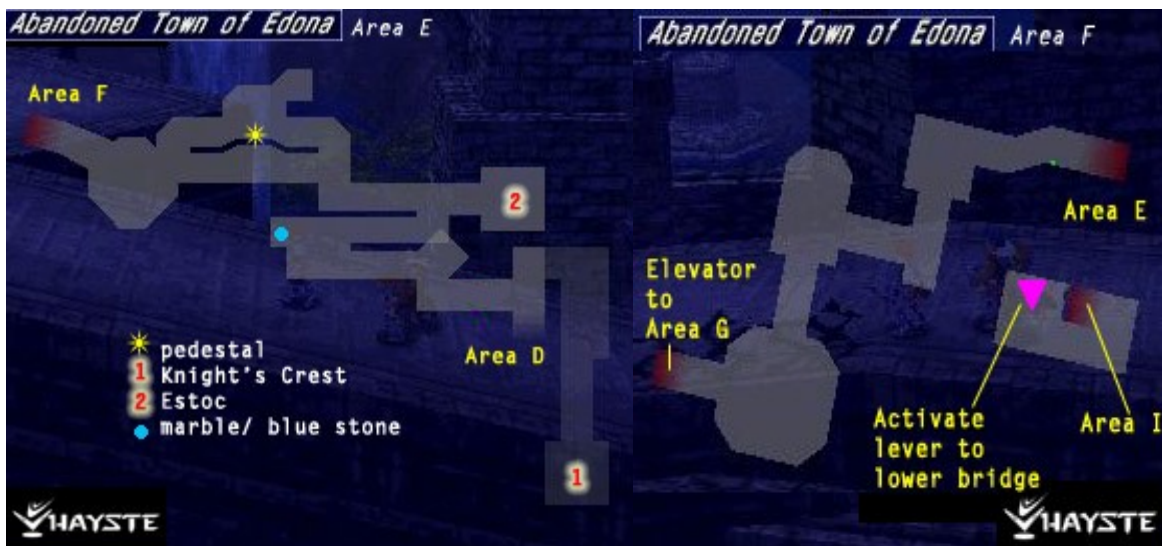 Abandoned Town of Edona Area E
Area F
2
Area D
pedestal
1 Knight's Crest
2 Estoc
marble/ blue stone
1
HAYSTE
Abandoned Town of Edona Area F
Area E
Elevator
to
Area G
Activate
lever to
lower bridge
Area I
HAYSTE